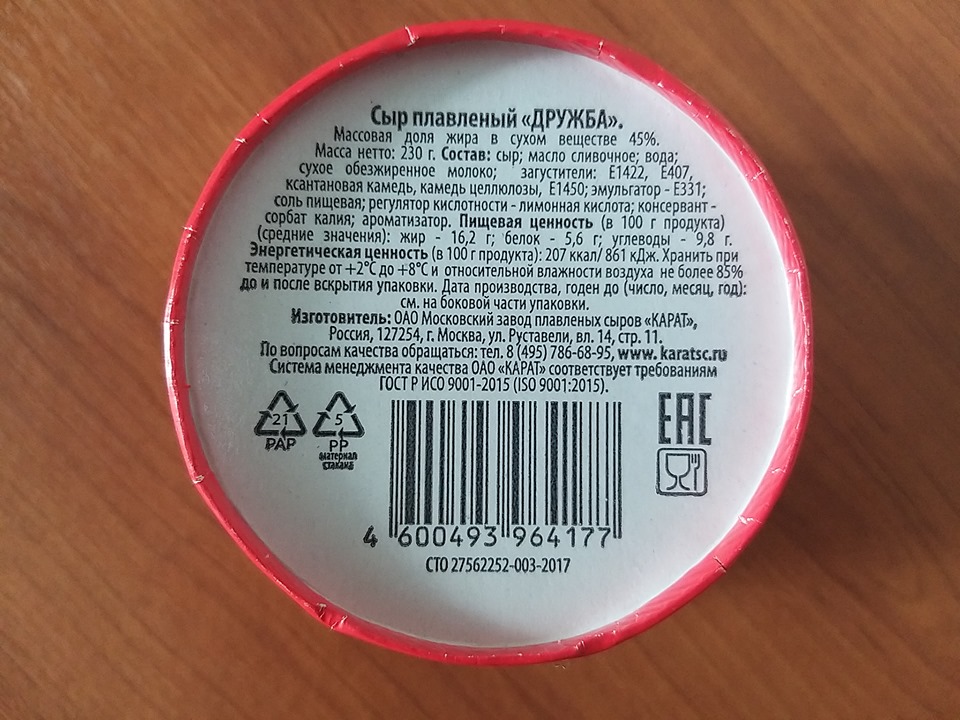 Сыр плавленый «ДРУЖБА».
Массовая доля жира в сухом веществе 45%.
Масса нетто: 230 г. Состав: сыр; масло сливочное; вода;
сухое обезжиренное молоко; загустители: Е1422, Е407,
ксантановая камедь, камедь целлюлозы, Е1450; эмульгатор - Е331;
соль пищевая; регулятор кислотности - лимонная кислота; консервант -
сорбат калия; ароматизатор. Пищевая ценность (в 100 г продукта)
(средние значения): жир - 16,2 г; белок - 5,6 г; углеводы - 9,8 г.
Энергетическая ценность (в 100 г продукта): 207 ккал/ 861 кДж. Хранить при
температуре от +2°С до +8°С и относительной влажности воздуха не более 85%
до и после вскрытия упаковки. Дата производства, годен до (число, месяц, год):
см. на боковой части упаковки.
Изготовитель: ОАО Московский завод плавленых сыров «КАРАТ»,
Россия, 127254, г. Москва, ул. Руставели, вл. 14, стр. 11.
По вопросам качества обращаться: тел. 8 (495) 786-68-95, www. karatsc.ru
Система менеджмента качества ОАО «КАРАТ» соответствует требованиям
ГОСТ Р ИСО 9001-2015 (ISO 9001:2015).
21 5 EAC
PAP PP
материал
стакана
4 600493 964177
СТО 27562252-003-2017